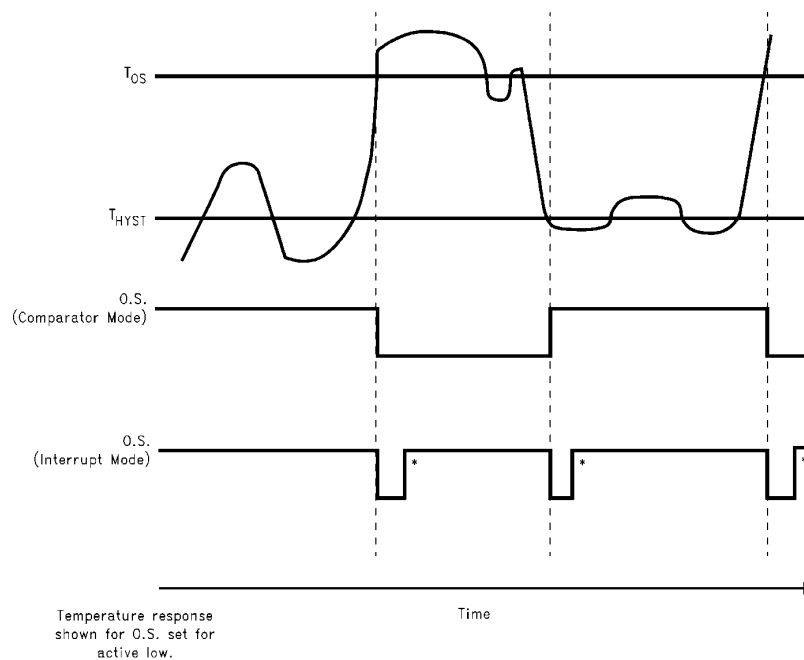 T_OS
T_HYST
O.S.
(Comparator Mode)
O.S.
(Interrupt Mode)
* * *
Time
Temperature response
shown for O.S. set for
active low.